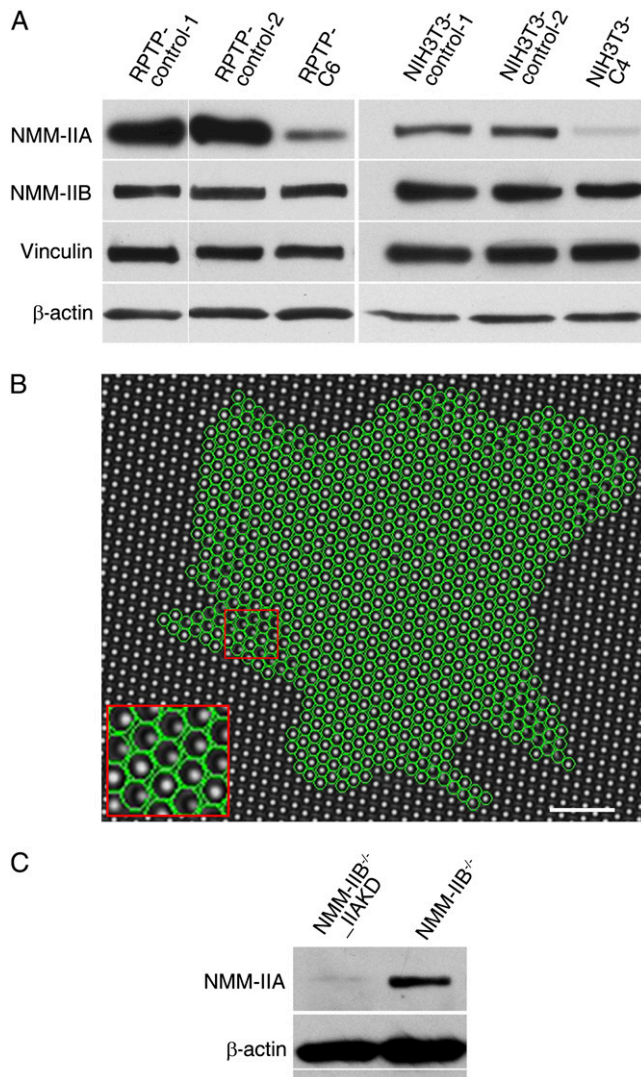 A
RPTP-
control-1
RPTP-
control-2
RPTP-
C6
NIH3T3-
control-1
NIH3T3-
control-2
NIH3T3-
C4
NMM-IIA
NMM-IIB
Vinculin
β-actin
B
C
NMM-IIB-/-
_IIAKD
NMM-IIB-/-
NMM-IIA
β-actin